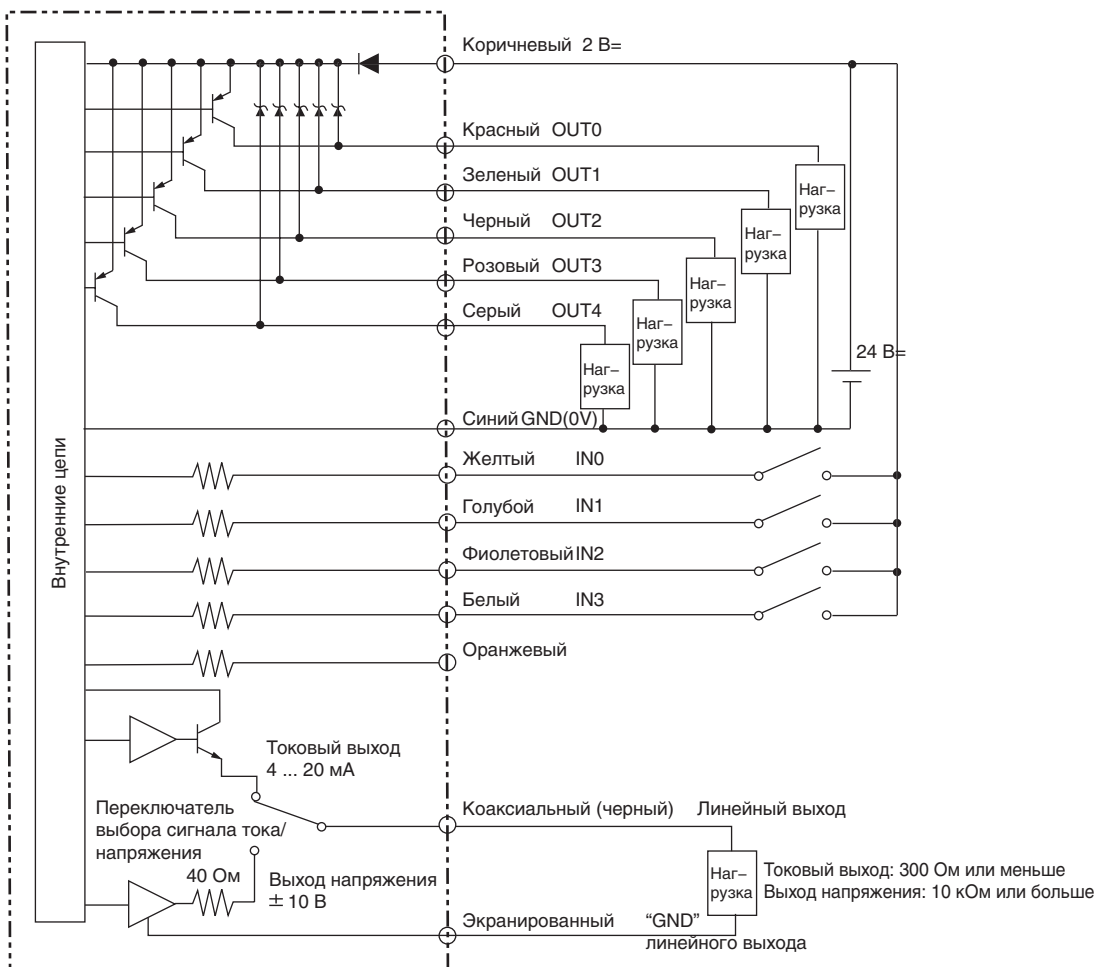 Коричневый 2 В=
Красный OUT0
Зеленый OUT1
Черный OUT2
Розовый OUT3
Серый OUT4
Наг–
рузка
Наг–
рузка
Наг–
рузка
Наг–
рузка
Наг–
рузка
24 В=
Синий GND(0V)
Желтый IN0
Голубой IN1
Фиолетовый IN2
Белый IN3
Оранжевый
Внутренние цепи
Токовый выход
4 ... 20 мА
Переключатель
выбора сигнала тока/
напряжения
40 Ом
Выход напряжения
± 10 В
Коаксиальный (черный) Линейный выход
Наг–
рузка
Токовый выход: 300 Ом или меньше
Выход напряжения: 10 кОм или больше
Экранированный “GND”
линейного выхода